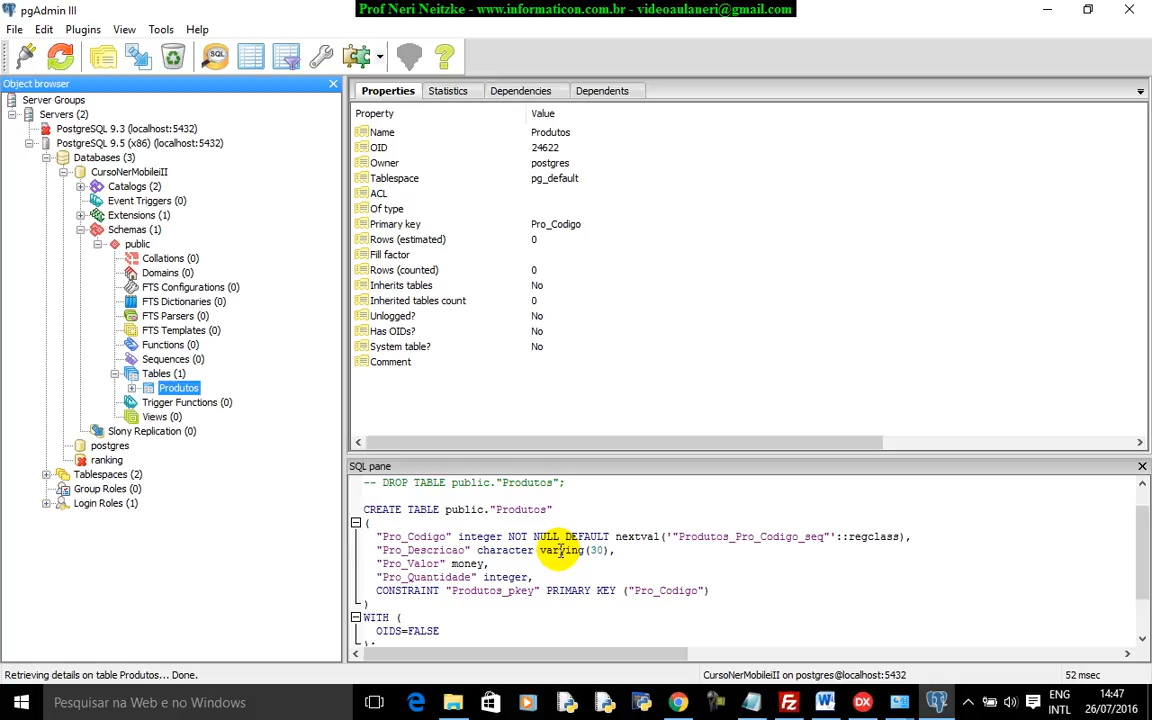 pgAdmin III
Prof Neri Neitzke - www.informaticon.com.br - videoaulaneri@gmail.com
File Edit Plugins View Tools Help
SQL
Object browser
Server Groups
Servers (2)
PostgreSQL 9.3 (localhost:5432)
PostgreSQL 9.5 (x86) (localhost:5432)
Databases (3)
CursoNerMobileiI
Catalogs (2)
Event Triggers (0)
Extensions (1)
Schemas (1)
public
Collations (0)
Domains (0)
FTS Configurations (0)
FTS Dictionaries (0)
FTS Parsers (0)
FTS Templates (0)
Functions (0)
Sequences (0)
Tables (1)
Produtos
Trigger Functions (0)
Views (0)
Slony Replication (0)
postgres
ranking
Tablespaces (2)
Group Roles (0)
Login Roles (1)
Properties Statistics Dependencies Dependents
Property Value
Name Produtos
OID 24622
Owner postgres
Tablespace pg_default
ACL
Of type
Primary key Pro_Codigo
Rows (estimated) 0
Fill factor
Rows (counted) 0
Inherits tables No
Inherited tables count 0
Unlogged? No
Has OIDs? No
System table? No
Comment
SQL pane
-- DROP TABLE public."Produtos";
CREATE TABLE public."Produtos"
(
"Pro_Codigo" integer NOT NULL DEFAULT nextval('"Produtos_Pro_Codigo_seq"'::regclass),
"Pro_Descricao" character varying(30),
"Pro_Valor" money,
"Pro_Quantidade" integer,
CONSTRAINT "Produtos_pkey" PRIMARY KEY ("Pro_Codigo")
)
WITH (
OIDS=FALSE
);
Retrieving details on table Produtos... Done. CursoNerMobileiI on postgres@localhost:5432 52 msec
Pesquisar na Web e no Windows
ENG 14:47
INTL 26/07/2016